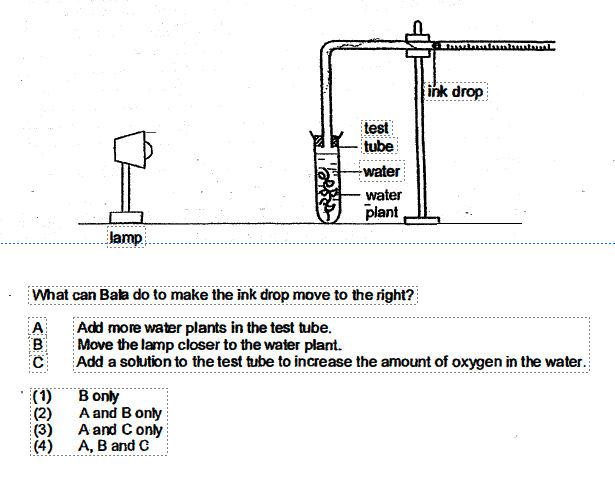 ink drop
test
tube
water
water
plant
lamp
What can Bala do to make the ink drop move to the right?
A Add more water plants in the test tube.
B Move the lamp closer to the water plant.
C Add a solution to the test tube to increase the amount of oxygen in the water.
(1) B only
(2) A and B only
(3) A and C only
(4) A, B and C